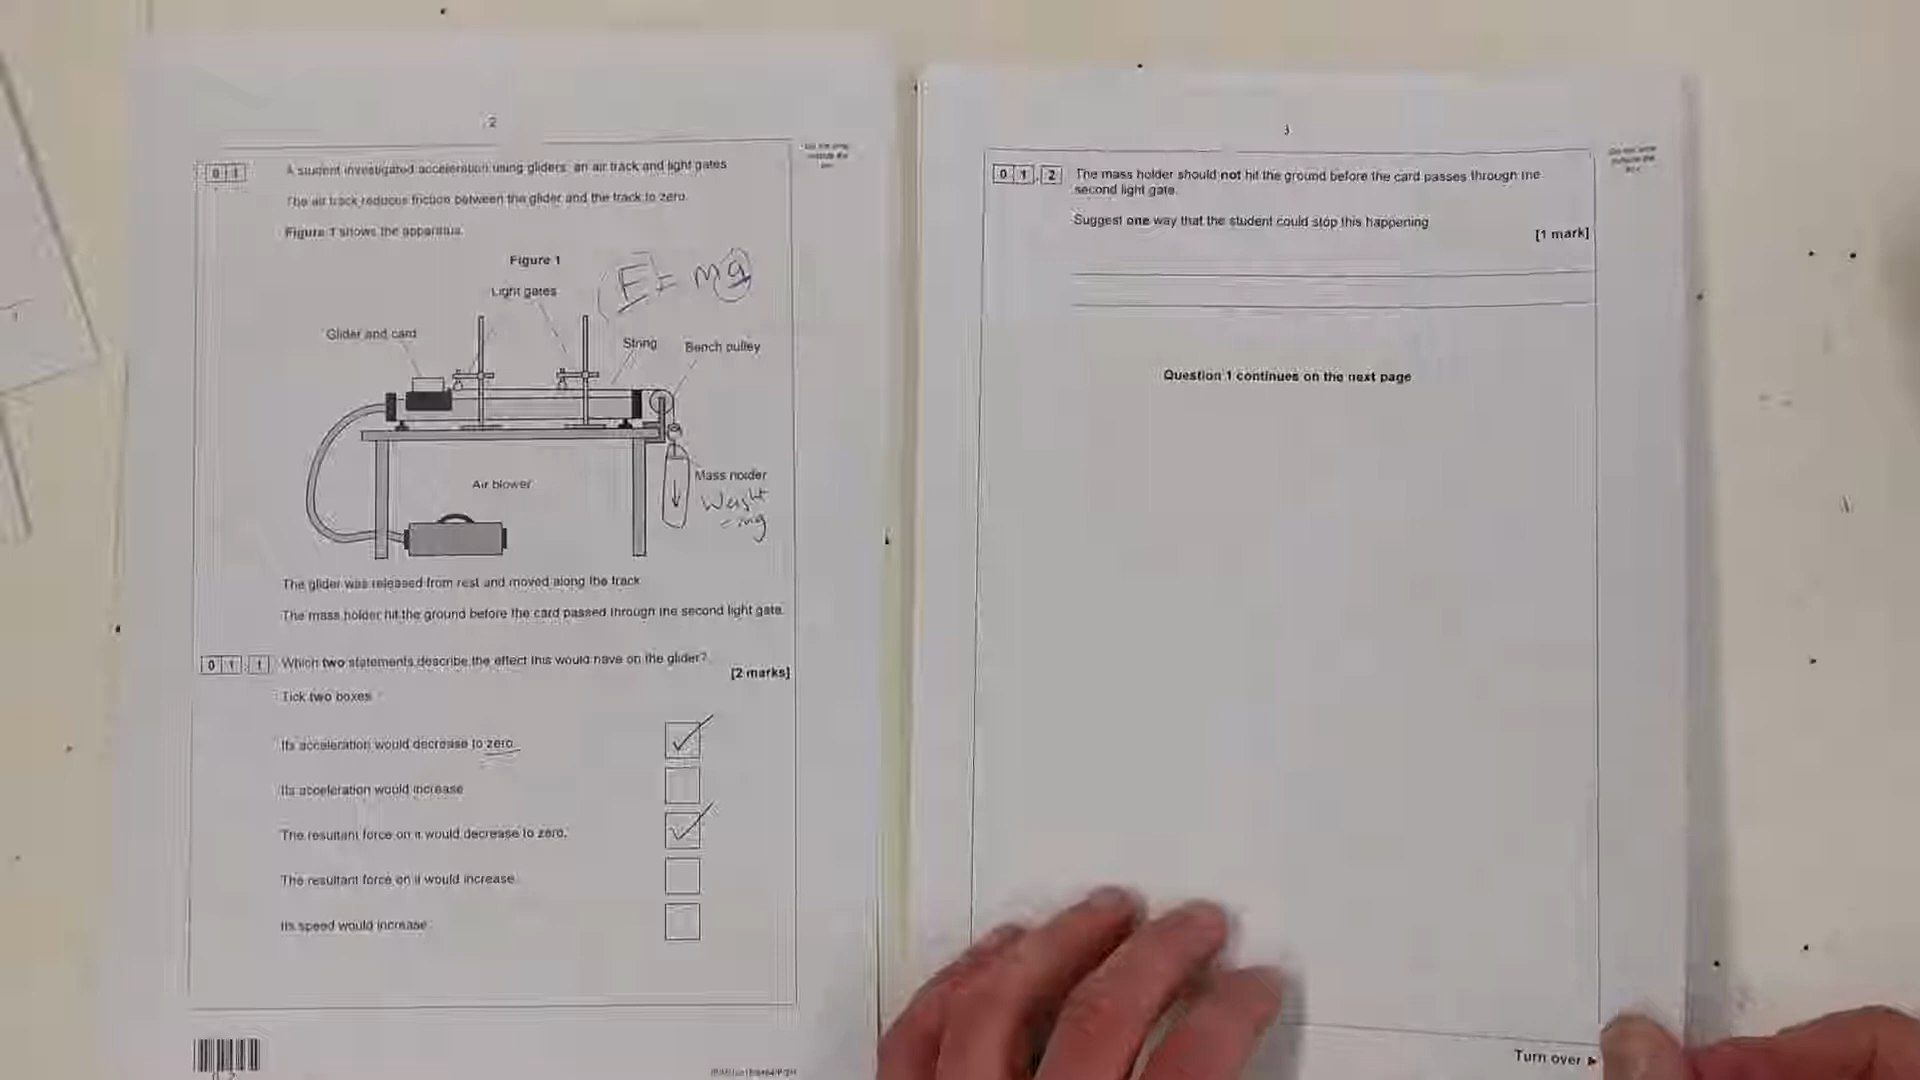 2
0 1
A student investigated acceleration using gliders, an air track and light gates
The air track reduces friction between the glider and the track to zero.
Figure 1 shows the apparatus.
Figure 1
F = ma
Light gates
Glider and card
String
Bench pulley
Mass holder
Air blower
Weight
= mg
The glider was released from rest and moved along the track
The mass holder hit the ground before the card passed through the second light gate.
0 1 . 1 Which two statements describe the effect this would have on the glider?
[2 marks]
Tick two boxes
Its acceleration would decrease to zero
Its acceleration would increase
The resultant force on it would decrease to zero.
The resultant force on it would increase
Its speed would increase
3
0 1 . 2 The mass holder should not hit the ground before the card passes through the
second light gate.
Suggest one way that the student could stop this happening
[1 mark]
Question 1 continues on the next page
Turn over ►